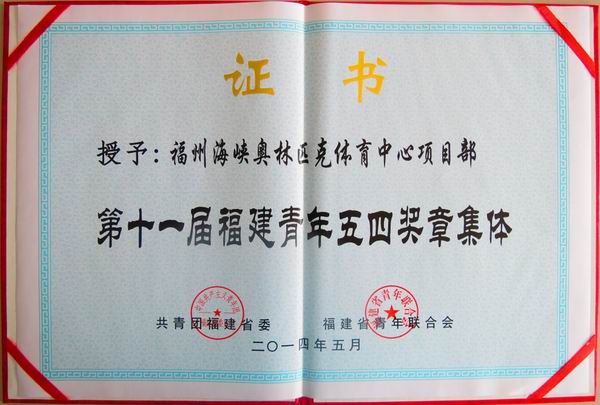 证书
授予：福州海峡奥林匹克体育中心项目部
第十一届福建青年五四奖章集体
共青团福建省委 福建省青年联合会
二〇一四年五月